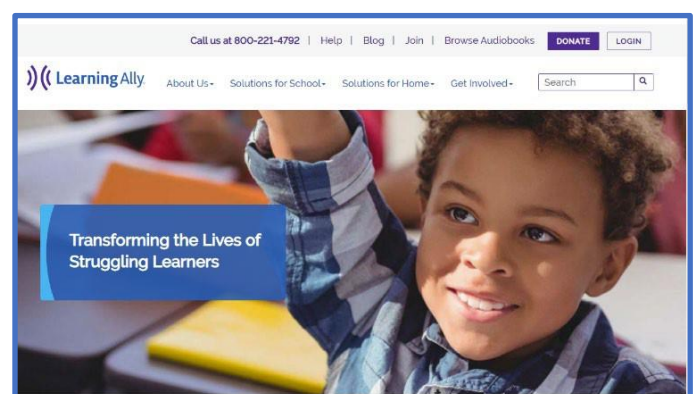 Call us at 800-221-4792 | Help | Blog | Join | Browse Audiobooks DONATE LOGIN
Learning Ally. About Us Solutions for School Solutions for Home Get Involved Search
Transforming the Lives of
Struggling Learners